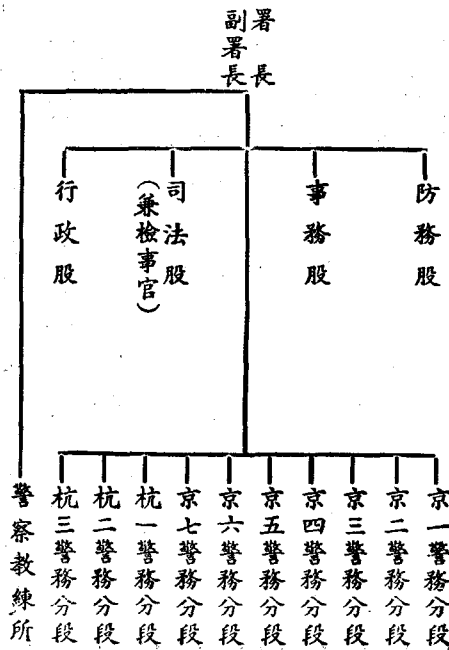 署長
副署長
防務股
事務股
司法股
（兼檢事官）
行政股
京一警務分段
京二警務分段
京三警務分段
京四警務分段
京五警務分段
京六警務分段
京七警務分段
杭一警務分段
杭二警務分段
杭三警務分段
警察教練所